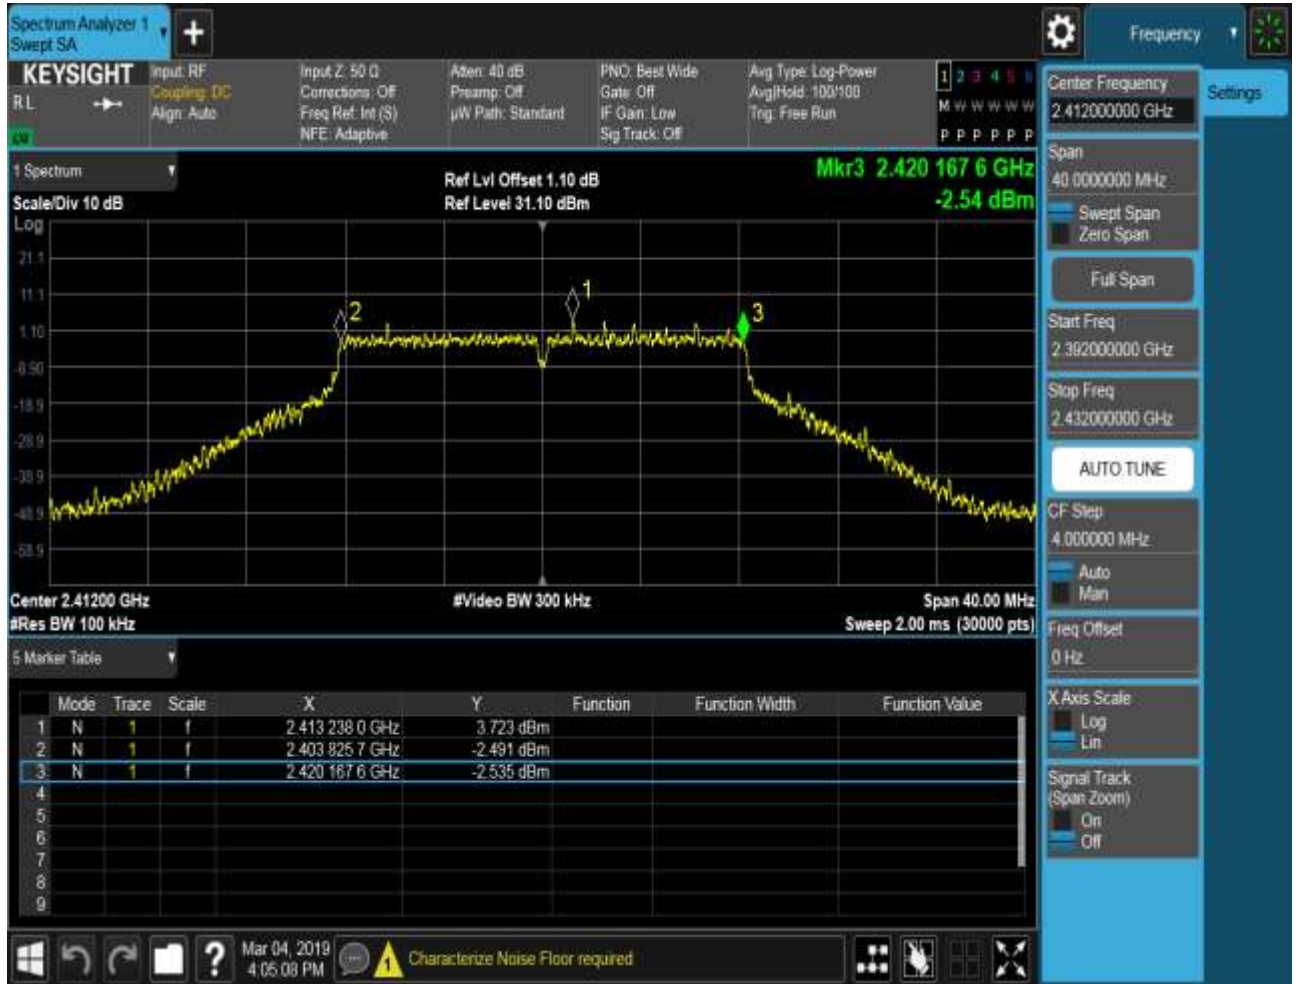 Spectrum Analyzer 1
Swept SA
Frequency
KEYSIGHT
R L
Input: RF
Coupling: DC
Align: Auto
Input Z: 50 Ω
Corrections: Off
Freq Ref: Int (S)
NFE: Adaptive
Atten: 40 dB
Preamp: Off
µW Path: Standard
PNO: Best Wide
Gate: Off
IF Gain: Low
Sig Track: Off
Avg Type: Log-Power
Avg|Hold: 100/100
Trig: Free Run
1 2 3 4 5 6
M W W W W W
P P P P P P
1 Spectrum
Scale/Div 10 dB
Ref Lvl Offset 1.10 dB
Ref Level 31.10 dBm
Mkr3 2.420 167 6 GHz
-2.54 dBm
Log
21.1
11.1
1.10
-8.90
-18.9
-28.9
-38.9
-48.9
-58.9
1
2
3
Center 2.41200 GHz
#Video BW 300 kHz
Span 40.00 MHz
#Res BW 100 kHz
Sweep 2.00 ms (30000 pts)
5 Marker Table
Mode Trace Scale X Y Function Function Width Function Value
1 N 1 f 2.413 238 0 GHz 3.723 dBm
2 N 1 f 2.403 825 7 GHz -2.491 dBm
3 N 1 f 2.420 167 6 GHz -2.535 dBm
4
5
6
7
8
9
Mar 04, 2019
4:05:08 PM
1
Characterize Noise Floor required
Center Frequency
2.412000000 GHz
Settings
Span
40.0000000 MHz
Swept Span
Zero Span
Full Span
Start Freq
2.392000000 GHz
Stop Freq
2.432000000 GHz
AUTO TUNE
CF Step
4.000000 MHz
Auto
Man
Freq Offset
0 Hz
X Axis Scale
Log
Lin
Signal Track
(Span Zoom)
On
Off